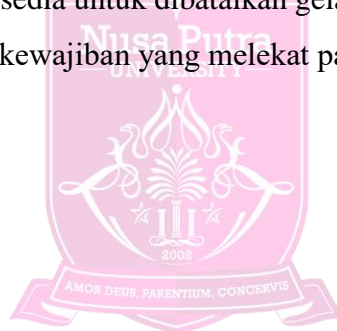 sedia untuk dibatalkan gela
Nusa Putra
kewajiban yang melekat pa
UNIVERSITY
2002
AMOR DEUS, PARENTIUM, CONCERVIS